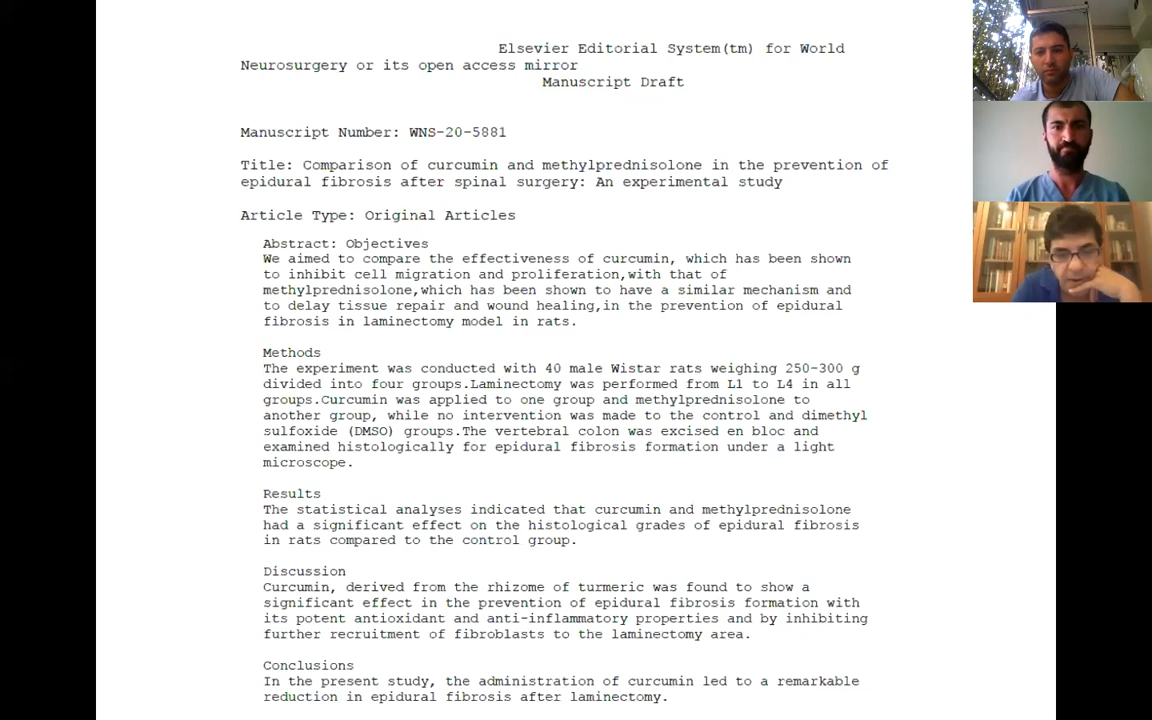 Elsevier Editorial System(tm) for World
Neurosurgery or its open access mirror
Manuscript Draft
Manuscript Number: WNS-20-5881
Title: Comparison of curcumin and methylprednisolone in the prevention of
epidural fibrosis after spinal surgery: An experimental study
Article Type: Original Articles
Abstract: Objectives
We aimed to compare the effectiveness of curcumin, which has been shown
to inhibit cell migration and proliferation,with that of
methylprednisolone,which has been shown to have a similar mechanism and
to delay tissue repair and wound healing,in the prevention of epidural
fibrosis in laminectomy model in rats.
Methods
The experiment was conducted with 40 male Wistar rats weighing 250-300 g
divided into four groups.Laminectomy was performed from L1 to L4 in all
groups.Curcumin was applied to one group and methylprednisolone to
another group, while no intervention was made to the control and dimethyl
sulfoxide (DMSO) groups.The vertebral colon was excised en bloc and
examined histologically for epidural fibrosis formation under a light
microscope.
Results
The statistical analyses indicated that curcumin and methylprednisolone
had a significant effect on the histological grades of epidural fibrosis
in rats compared to the control group.
Discussion
Curcumin, derived from the rhizome of turmeric was found to show a
significant effect in the prevention of epidural fibrosis formation with
its potent antioxidant and anti-inflammatory properties and by inhibiting
further recruitment of fibroblasts to the laminectomy area.
Conclusions
In the present study, the administration of curcumin led to a remarkable
reduction in epidural fibrosis after laminectomy.